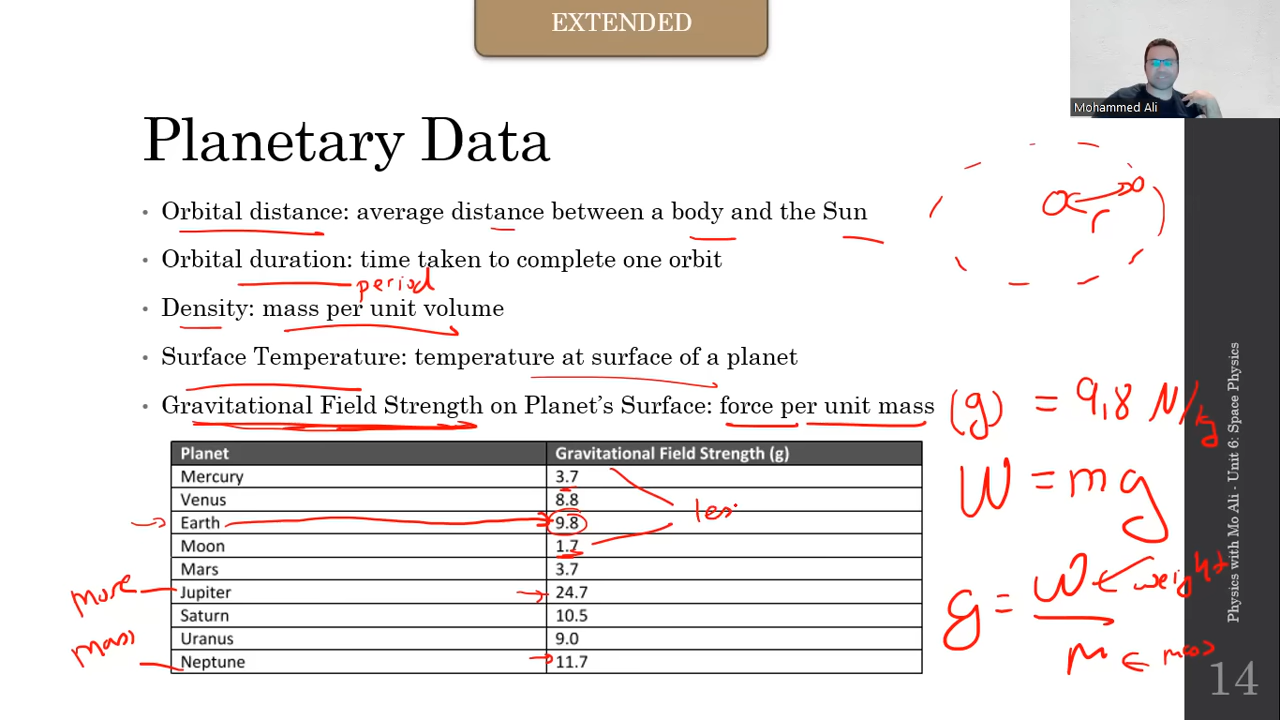 EXTENDED
Mohammed Ali
Planetary Data
• Orbital distance: average distance between a body and the Sun
r
• Orbital duration: time taken to complete one orbit
period
• Density: mass per unit volume
• Surface Temperature: temperature at surface of a planet
• Gravitational Field Strength on Planet's Surface: force per unit mass
(g) = 9,8 N/kg
W = mg
g = W ← weight
m ← mass
Planet Gravitational Field Strength (g)
Mercury 3.7
Venus 8.8
less
Earth 9.8
Moon 1.7
Mars 3.7
more
Jupiter 24.7
Saturn 10.5
mass
Uranus 9.0
Neptune 11.7
Physics with Mo Ali - Unit 6: Space Physics
14